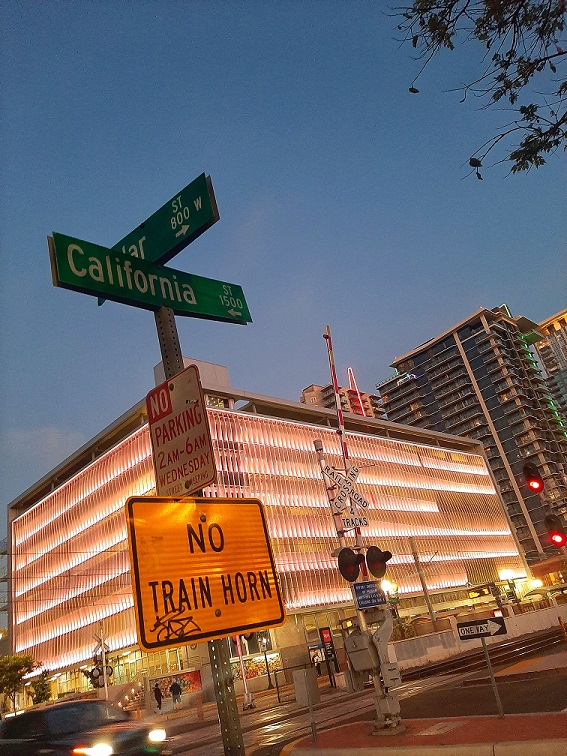 ST
800 W
California
ST
1500
NO
PARKING
2AM-6AM
WEDNESDAY
NO
TRAIN HORN
RAILROAD
CROSSING
TRACKS
ONE WAY